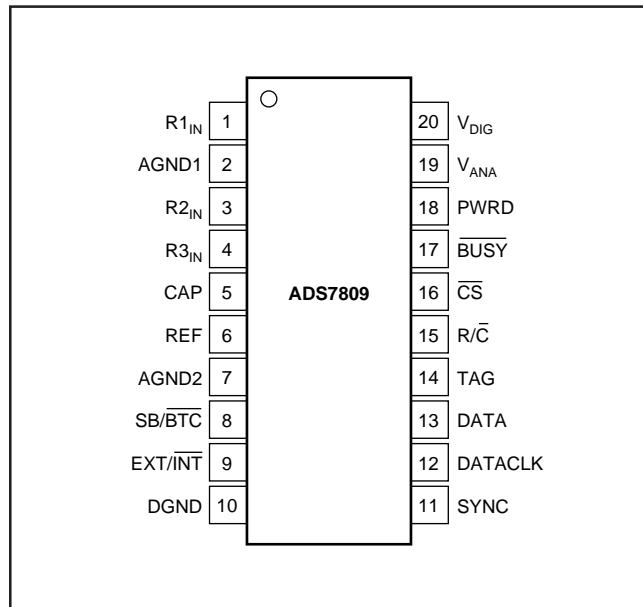 R1IN 1 20 VDIG
AGND1 2 19 VANA
R2IN 3 18 PWRD
R3IN 4 17 BUSY
CAP 5 ADS7809 16 CS
REF 6 15 R/C
AGND2 7 14 TAG
SB/BTC 8 13 DATA
EXT/INT 9 12 DATACLK
DGND 10 11 SYNC